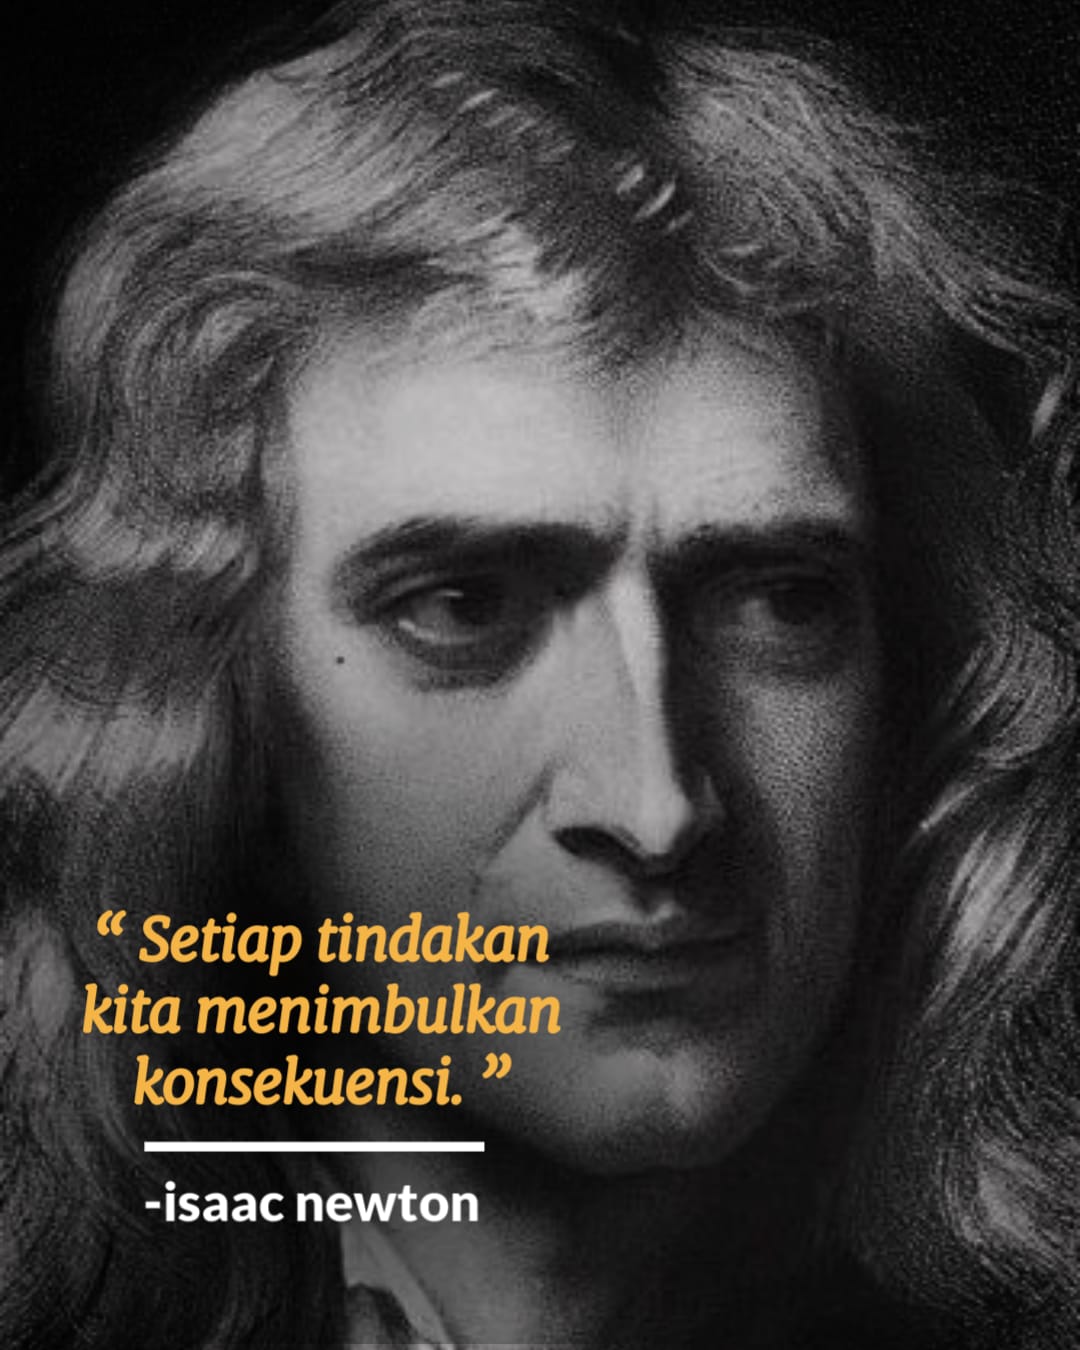 “ Setiap tindakan
kita menimbulkan
konsekuensi. ”
-isaac newton